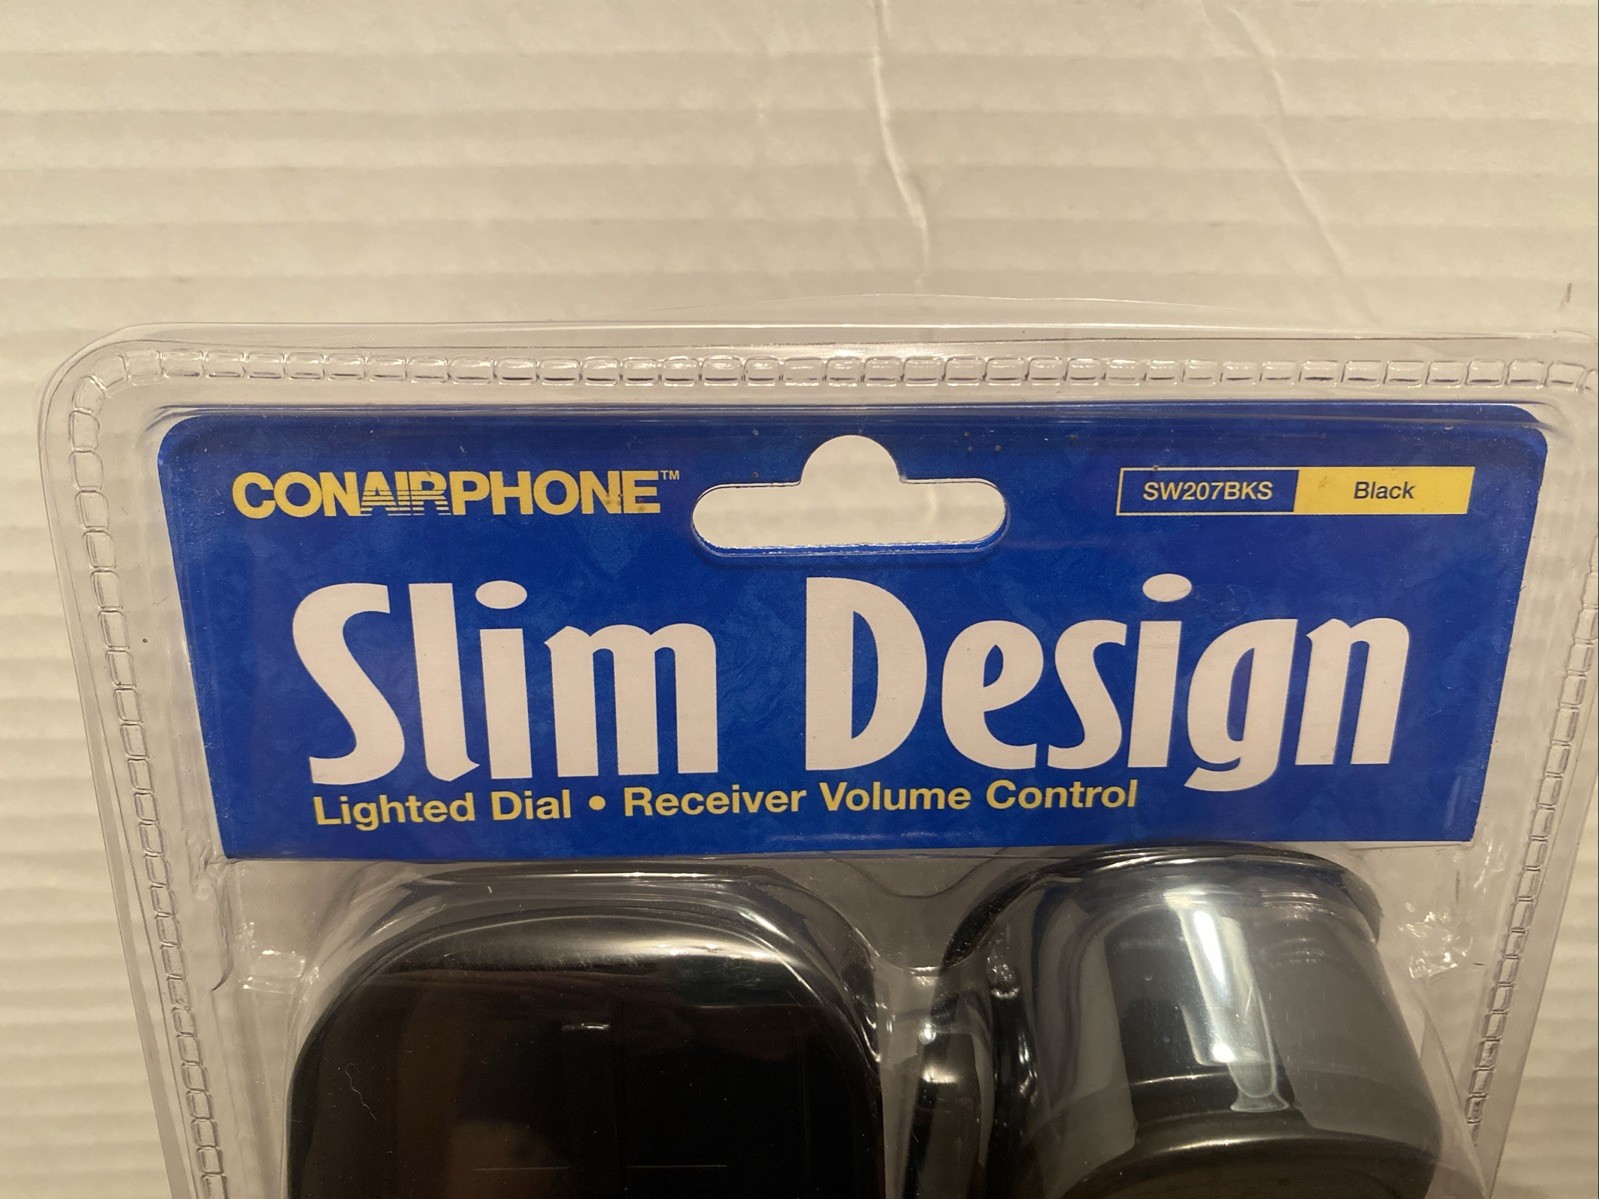 CONAIRPHONE™
SW207BKS Black
Slim Design
Lighted Dial • Receiver Volume Control